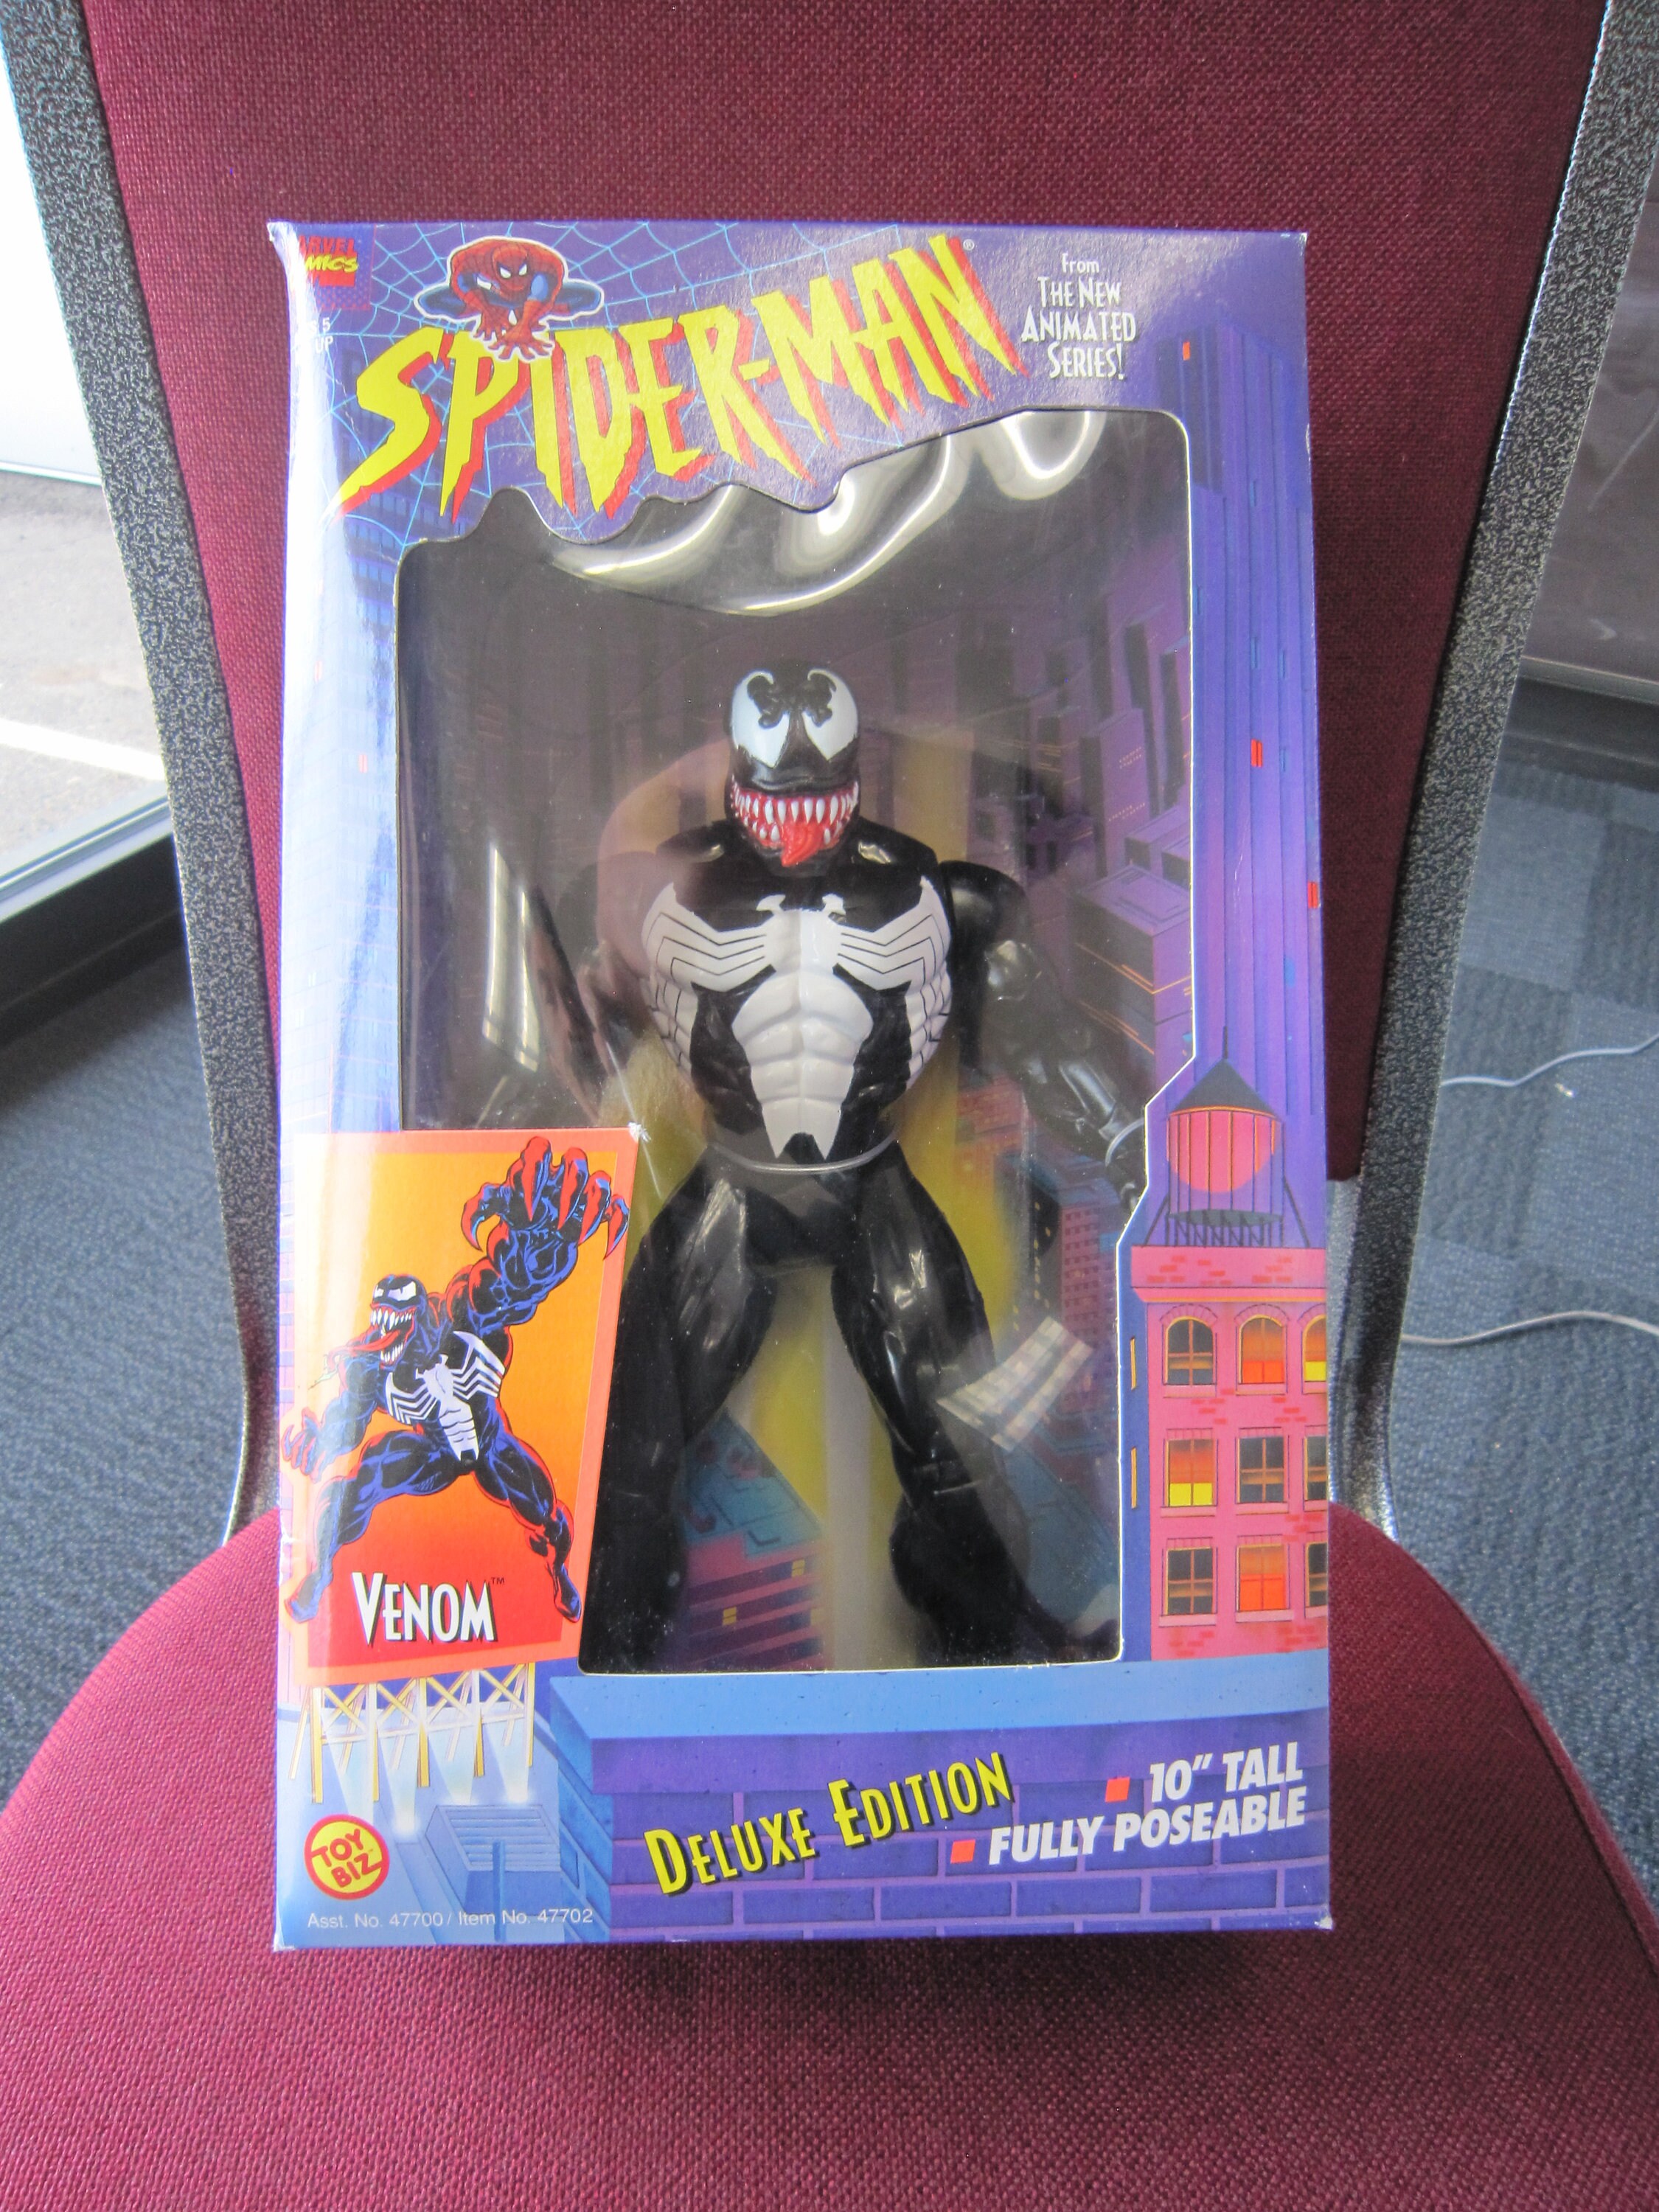 SPIDER-MAN®
From
THE NEW
ANIMATED
SERIES!
VENOM™
DELUXE EDITION
10" TALL
FULLY POSEABLE
TOY
BIZ
Asst. No. 47700 / Item No. 47702